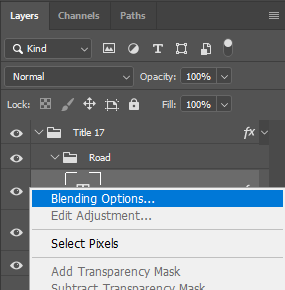 Layers Channels Paths
Kind
Normal Opacity: 100%
Lock: Fill: 100%
Title 17 fx
Road
Blending Options...
Edit Adjustment...
Select Pixels
Add Transparency Mask
Subtract Transparency Mask